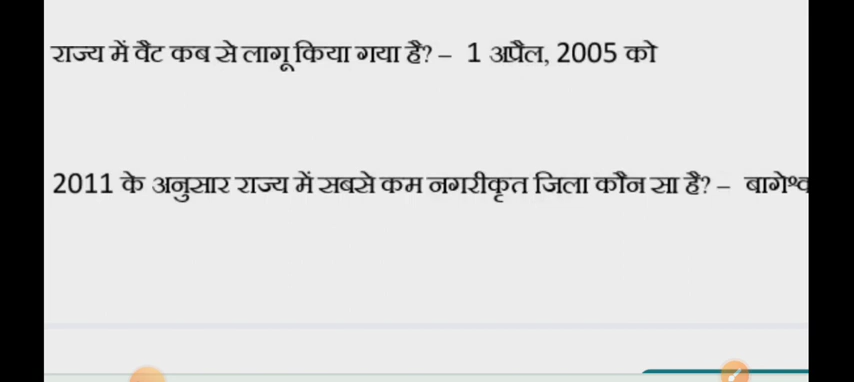 राज्य में वैट कब से लागू किया गया है? – 1 अप्रैल, 2005 को
2011 के अनुसार राज्य में सबसे कम नगरीकृत जिला कौन सा है? –